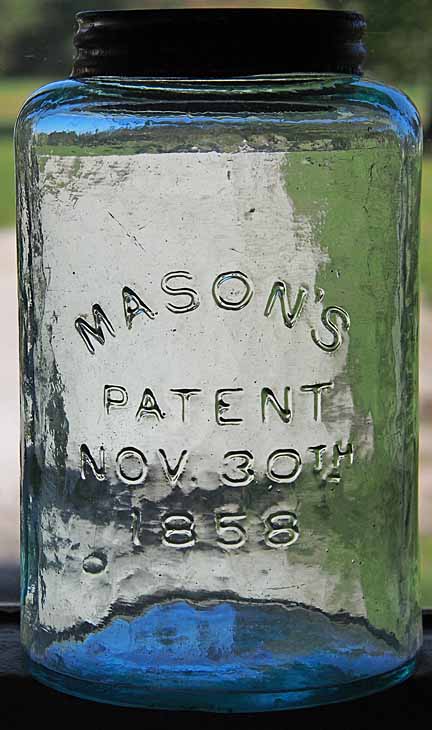 MASON'S
PATENT
NOV. 30TH
1858